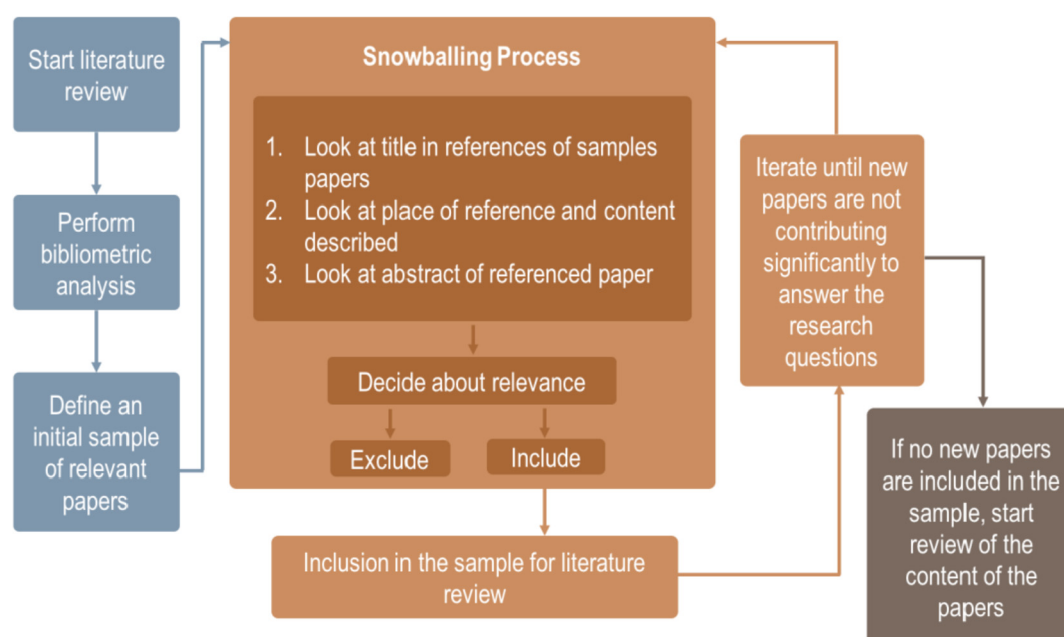 Start literature
review
Perform
bibliometric
analysis
Define an
initial sample
of relevant
papers
Snowballing Process
1. Look at title in references of samples
papers
2. Look at place of reference and content
described
3. Look at abstract of referenced paper
Decide about relevance
Exclude
Include
Inclusion in the sample for literature
review
Iterate until new
papers are not
contributing
significantly to
answer the
research
questions
If no new papers
are included in the
sample, start
review of the
content of the
papers